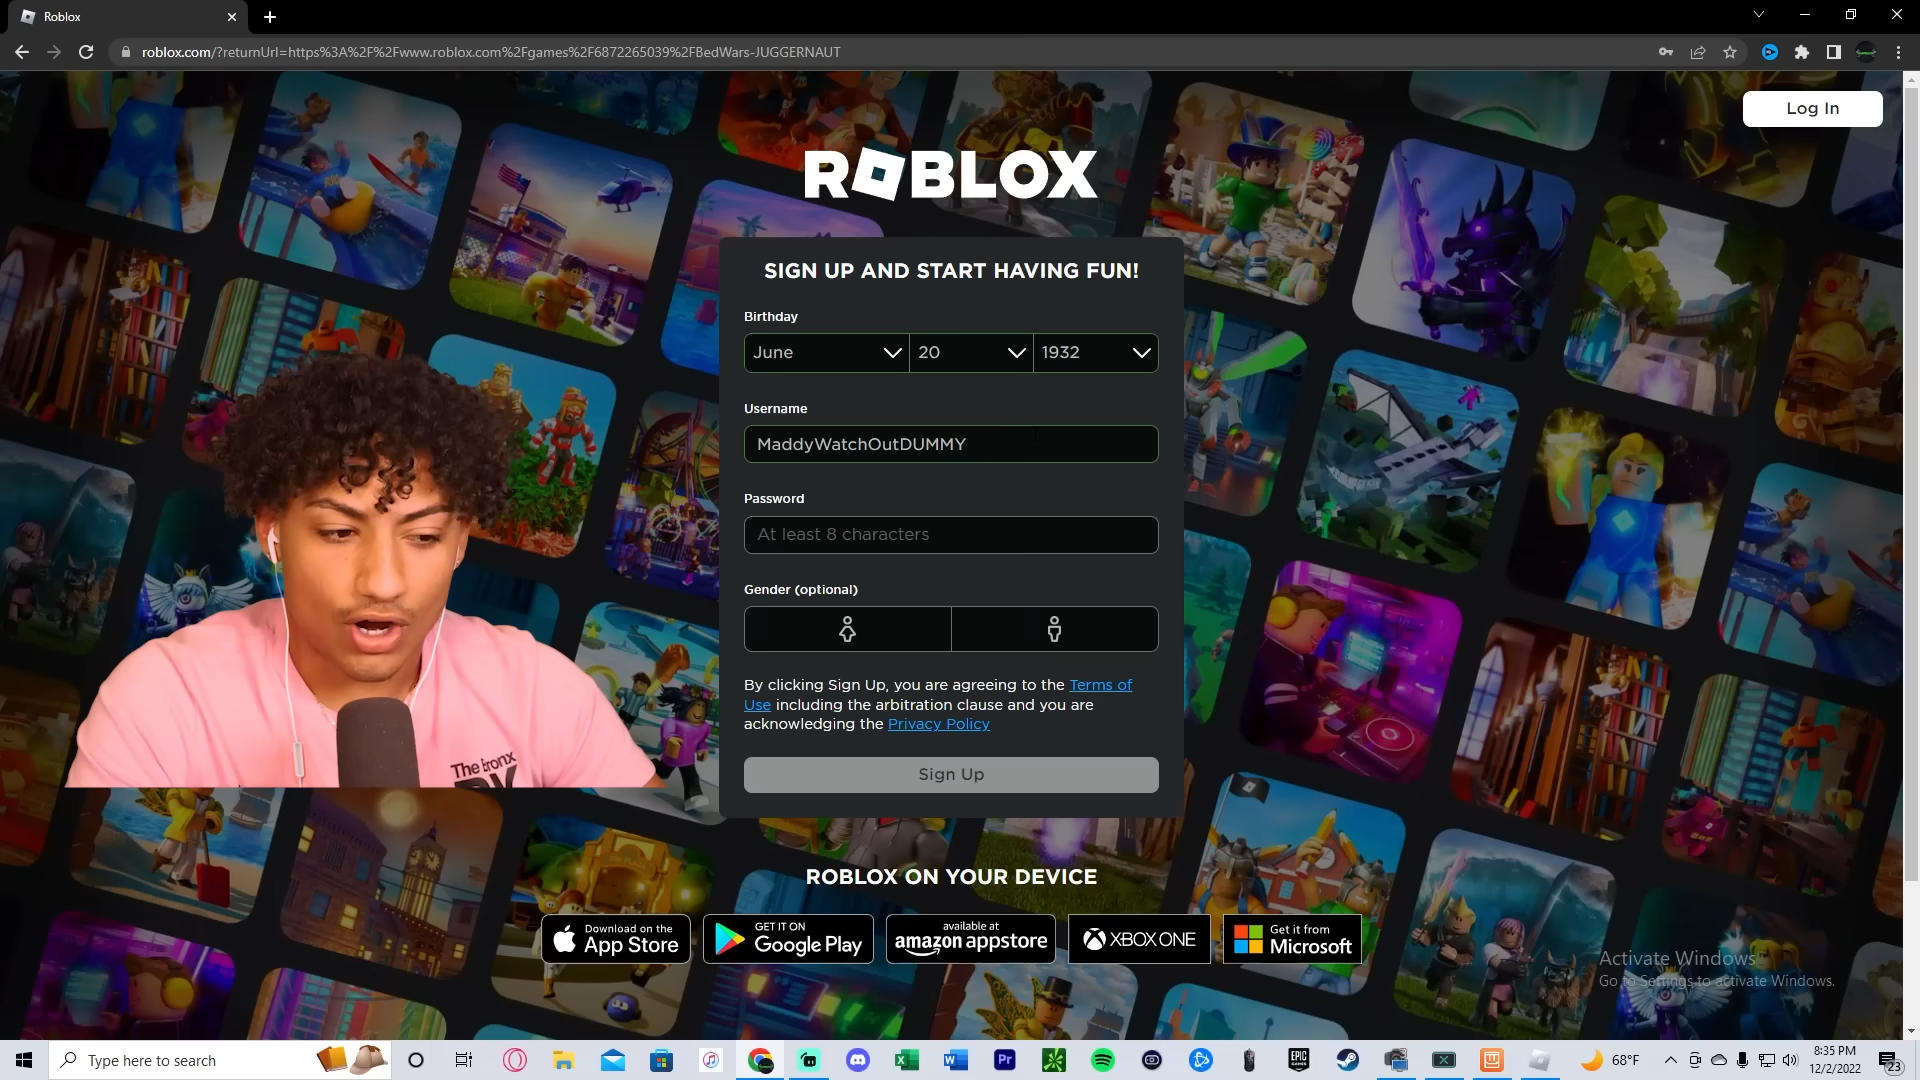 Roblox
roblox.com/?returnUrl=https%3A%2F%2Fwww.roblox.com%2Fgames%2F6872265039%2FBedWars-JUGGERNAUT
Log In
ROBLOX
SIGN UP AND START HAVING FUN!
Birthday
June 20 1932
Username
MaddyWatchOutDUMMY
Password
At least 8 characters
Gender (optional)
By clicking Sign Up, you are agreeing to the Terms of
Use including the arbitration clause and you are
acknowledging the Privacy Policy
Sign Up
The bronx
ROBLOX ON YOUR DEVICE
Download on the
App Store
GET IT ON
Google Play
available at
amazon appstore
XBOX ONE
Get it from
Microsoft
Activate Windows
Go to Settings to activate Windows.
Type here to search
Pr
EPIC
GAMES
68°F
8:35 PM
12/2/2022
23